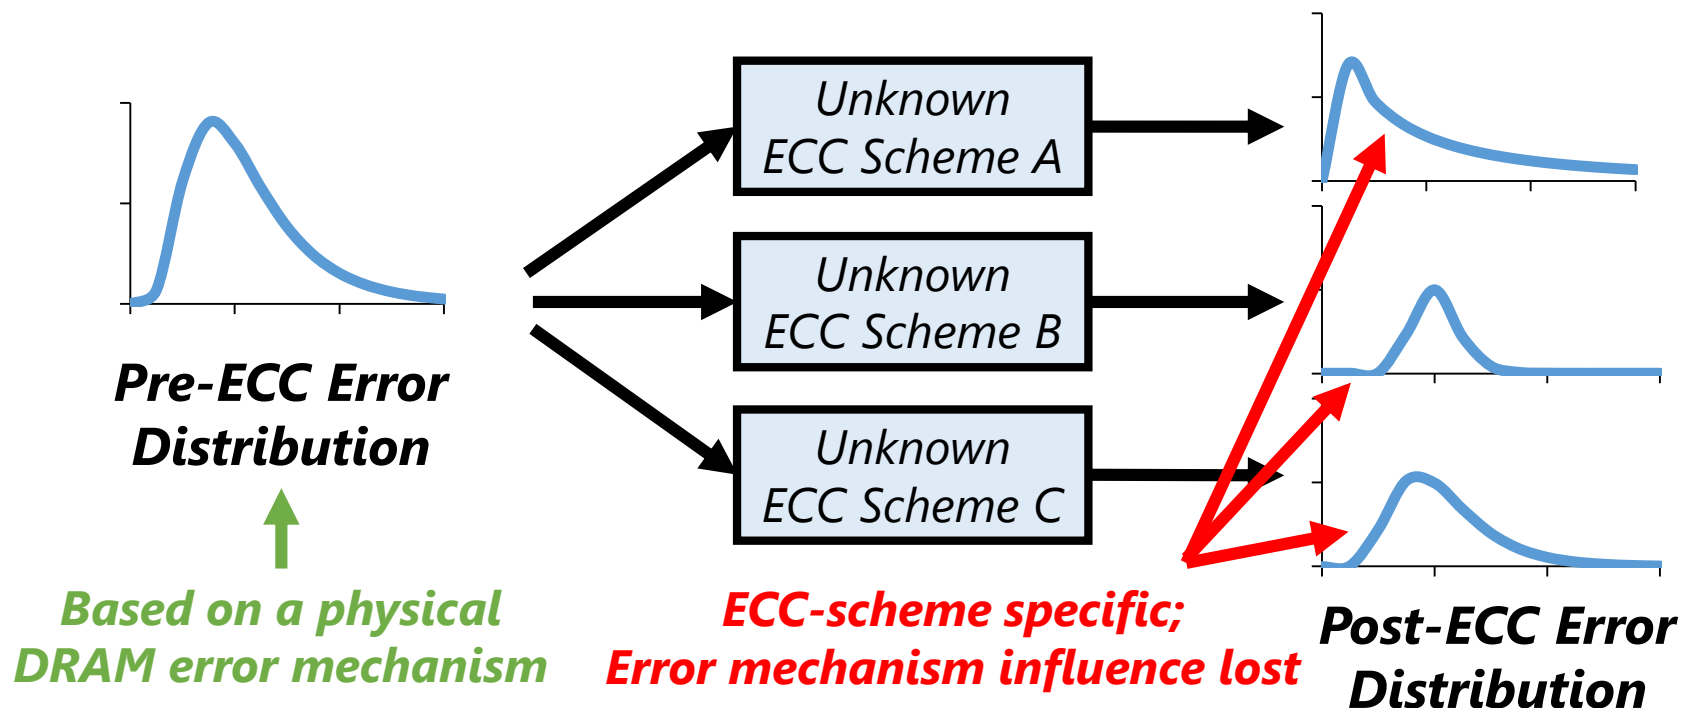 Unknown
ECC Scheme A
Unknown
ECC Scheme B
Unknown
ECC Scheme C
Pre-ECC Error
Distribution
Based on a physical
DRAM error mechanism
ECC-scheme specific;
Error mechanism influence lost
Post-ECC Error
Distribution